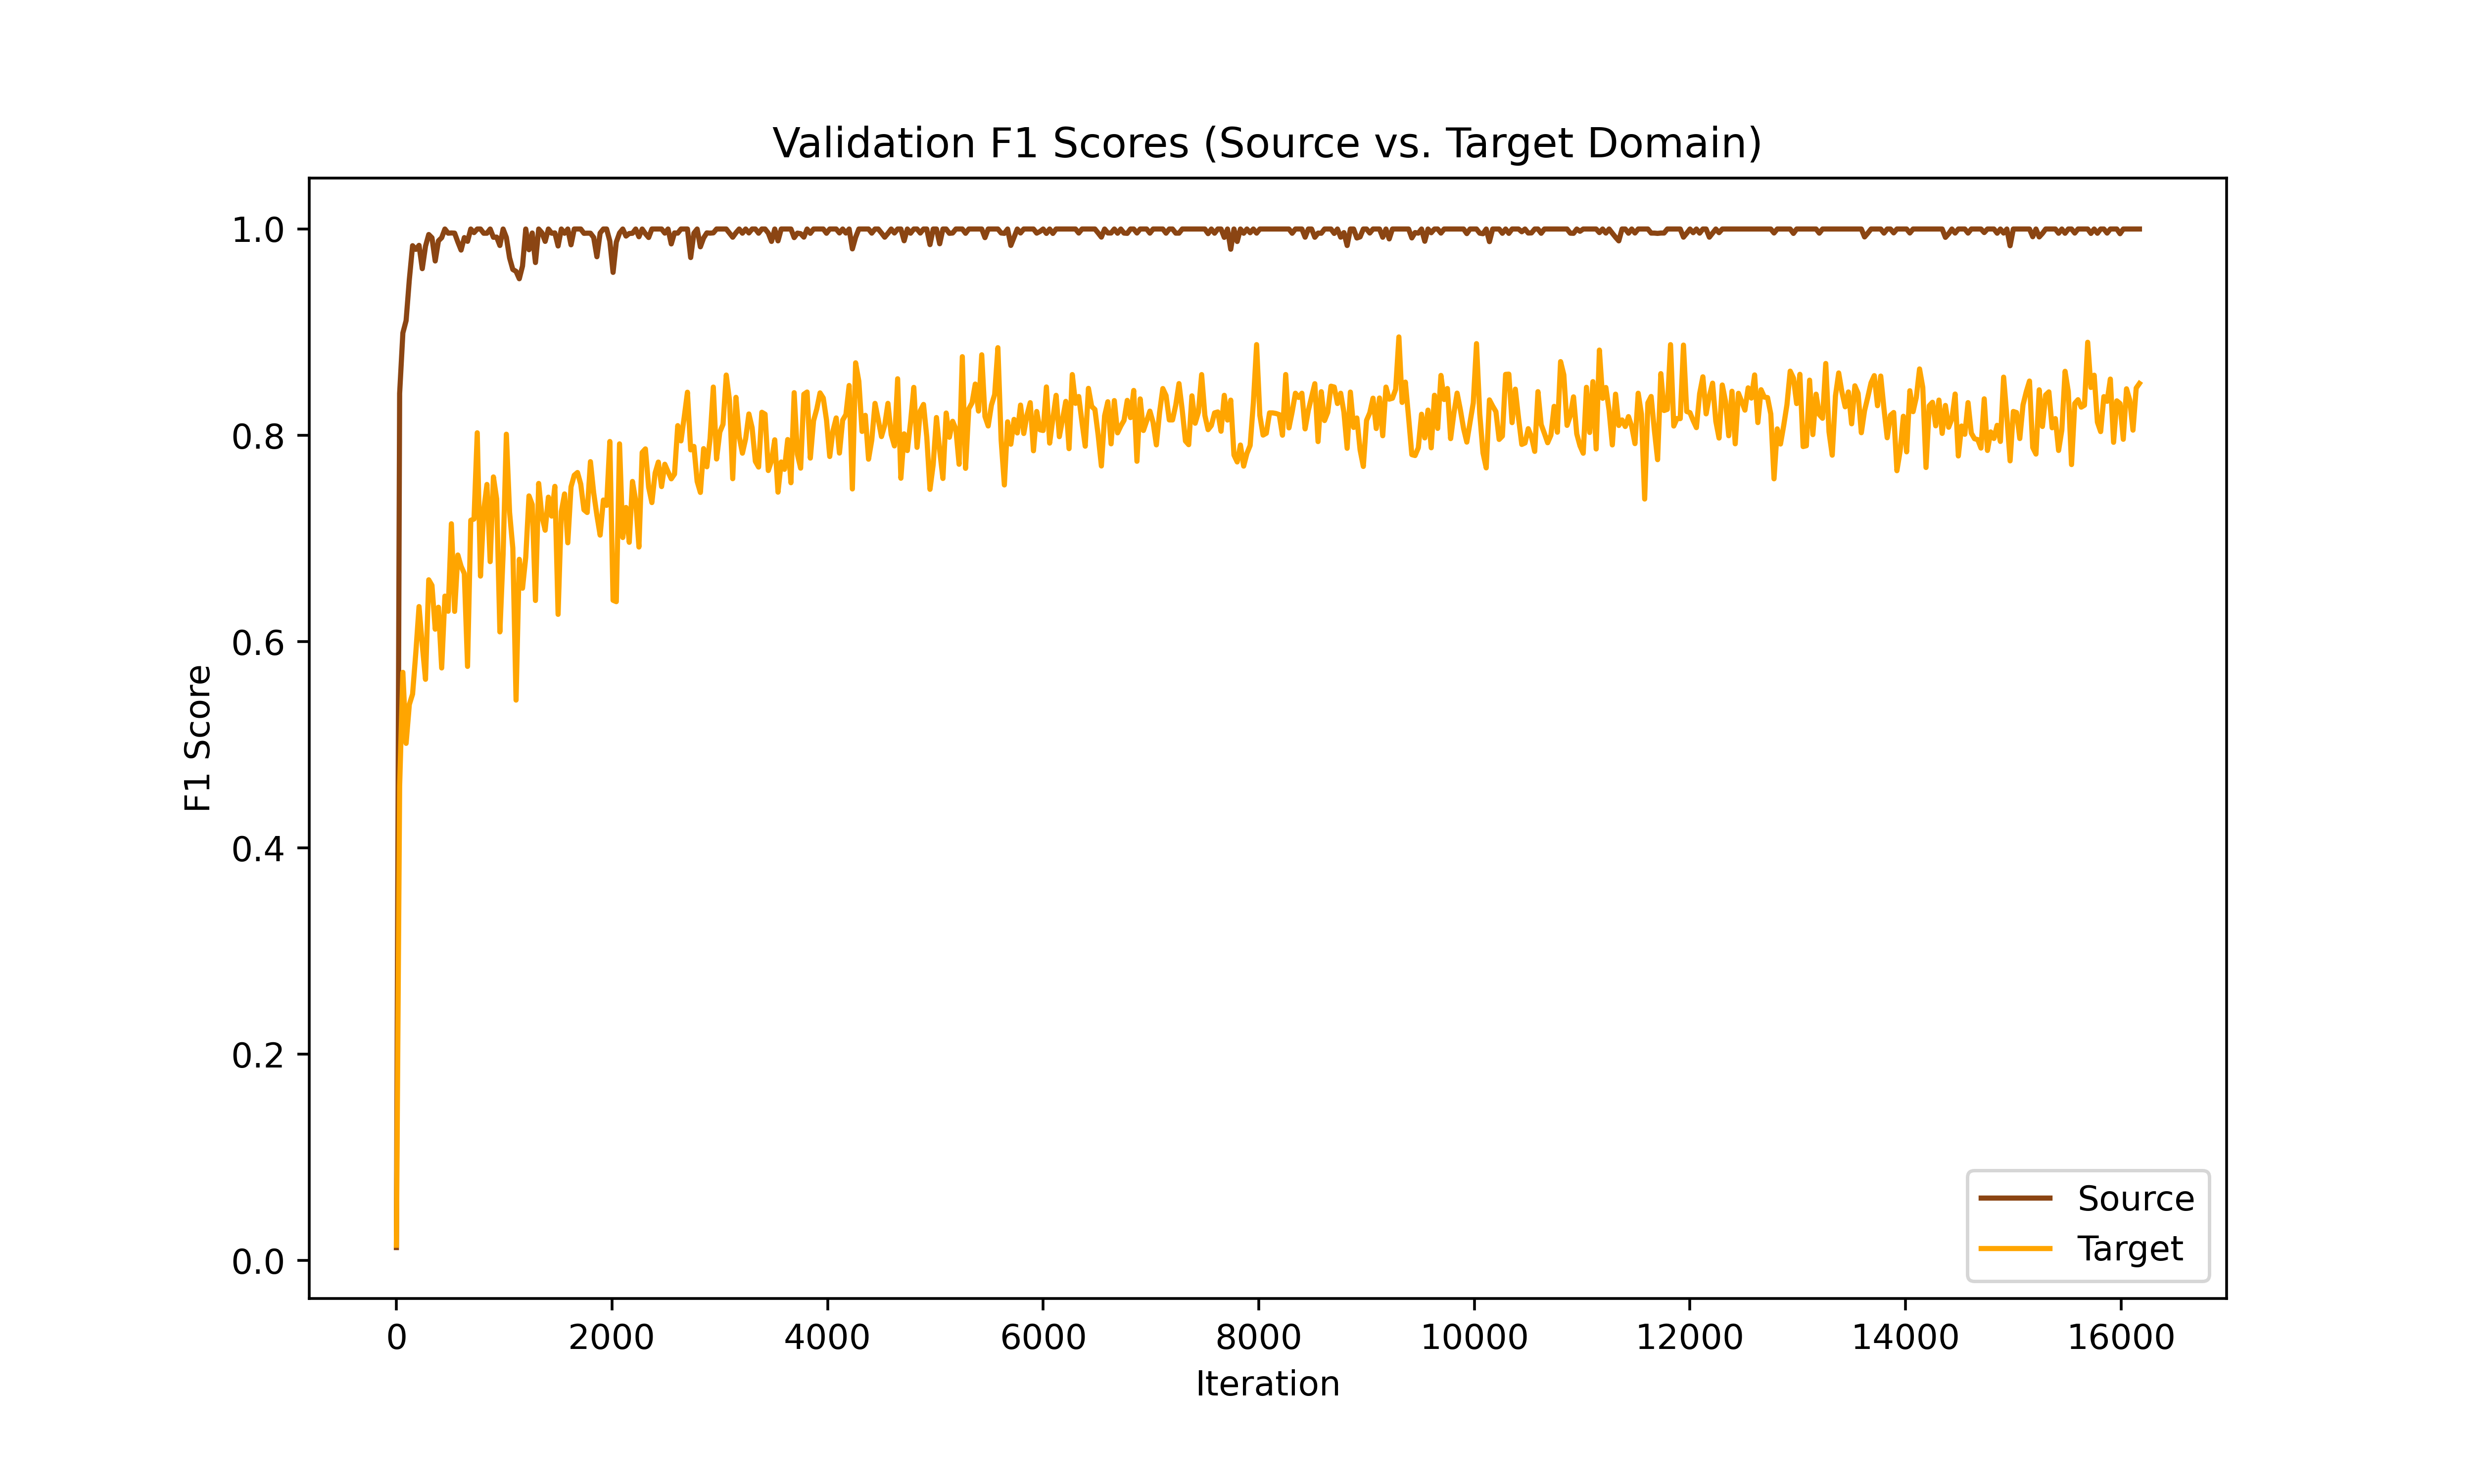 Validation F1 Scores (Source vs. Target Domain)
1.0
0.8
0.6
0.4
0.2
0.0
F1 Score
0 2000 4000 6000 8000 10000 12000 14000 16000
Iteration
Source
Target